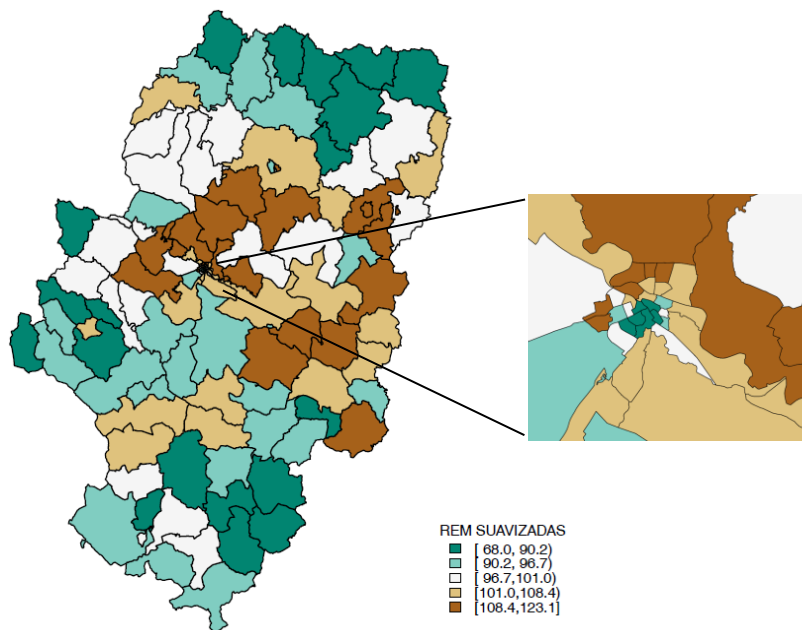 REM SUAVIZADAS
[ 68.0, 90.2)
[ 90.2, 96.7)
[ 96.7,101.0)
[101.0,108.4)
[108.4,123.1]